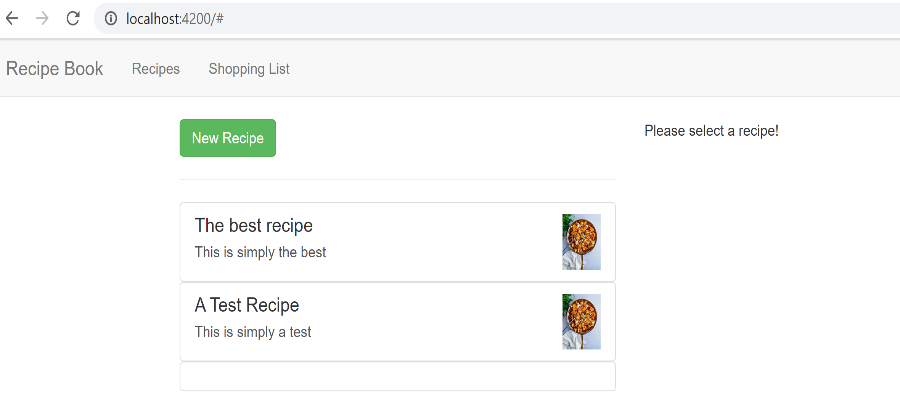 localhost:4200/#
Recipe Book Recipes Shopping List
New Recipe
Please select a recipe!
The best recipe
This is simply the best
A Test Recipe
This is simply a test